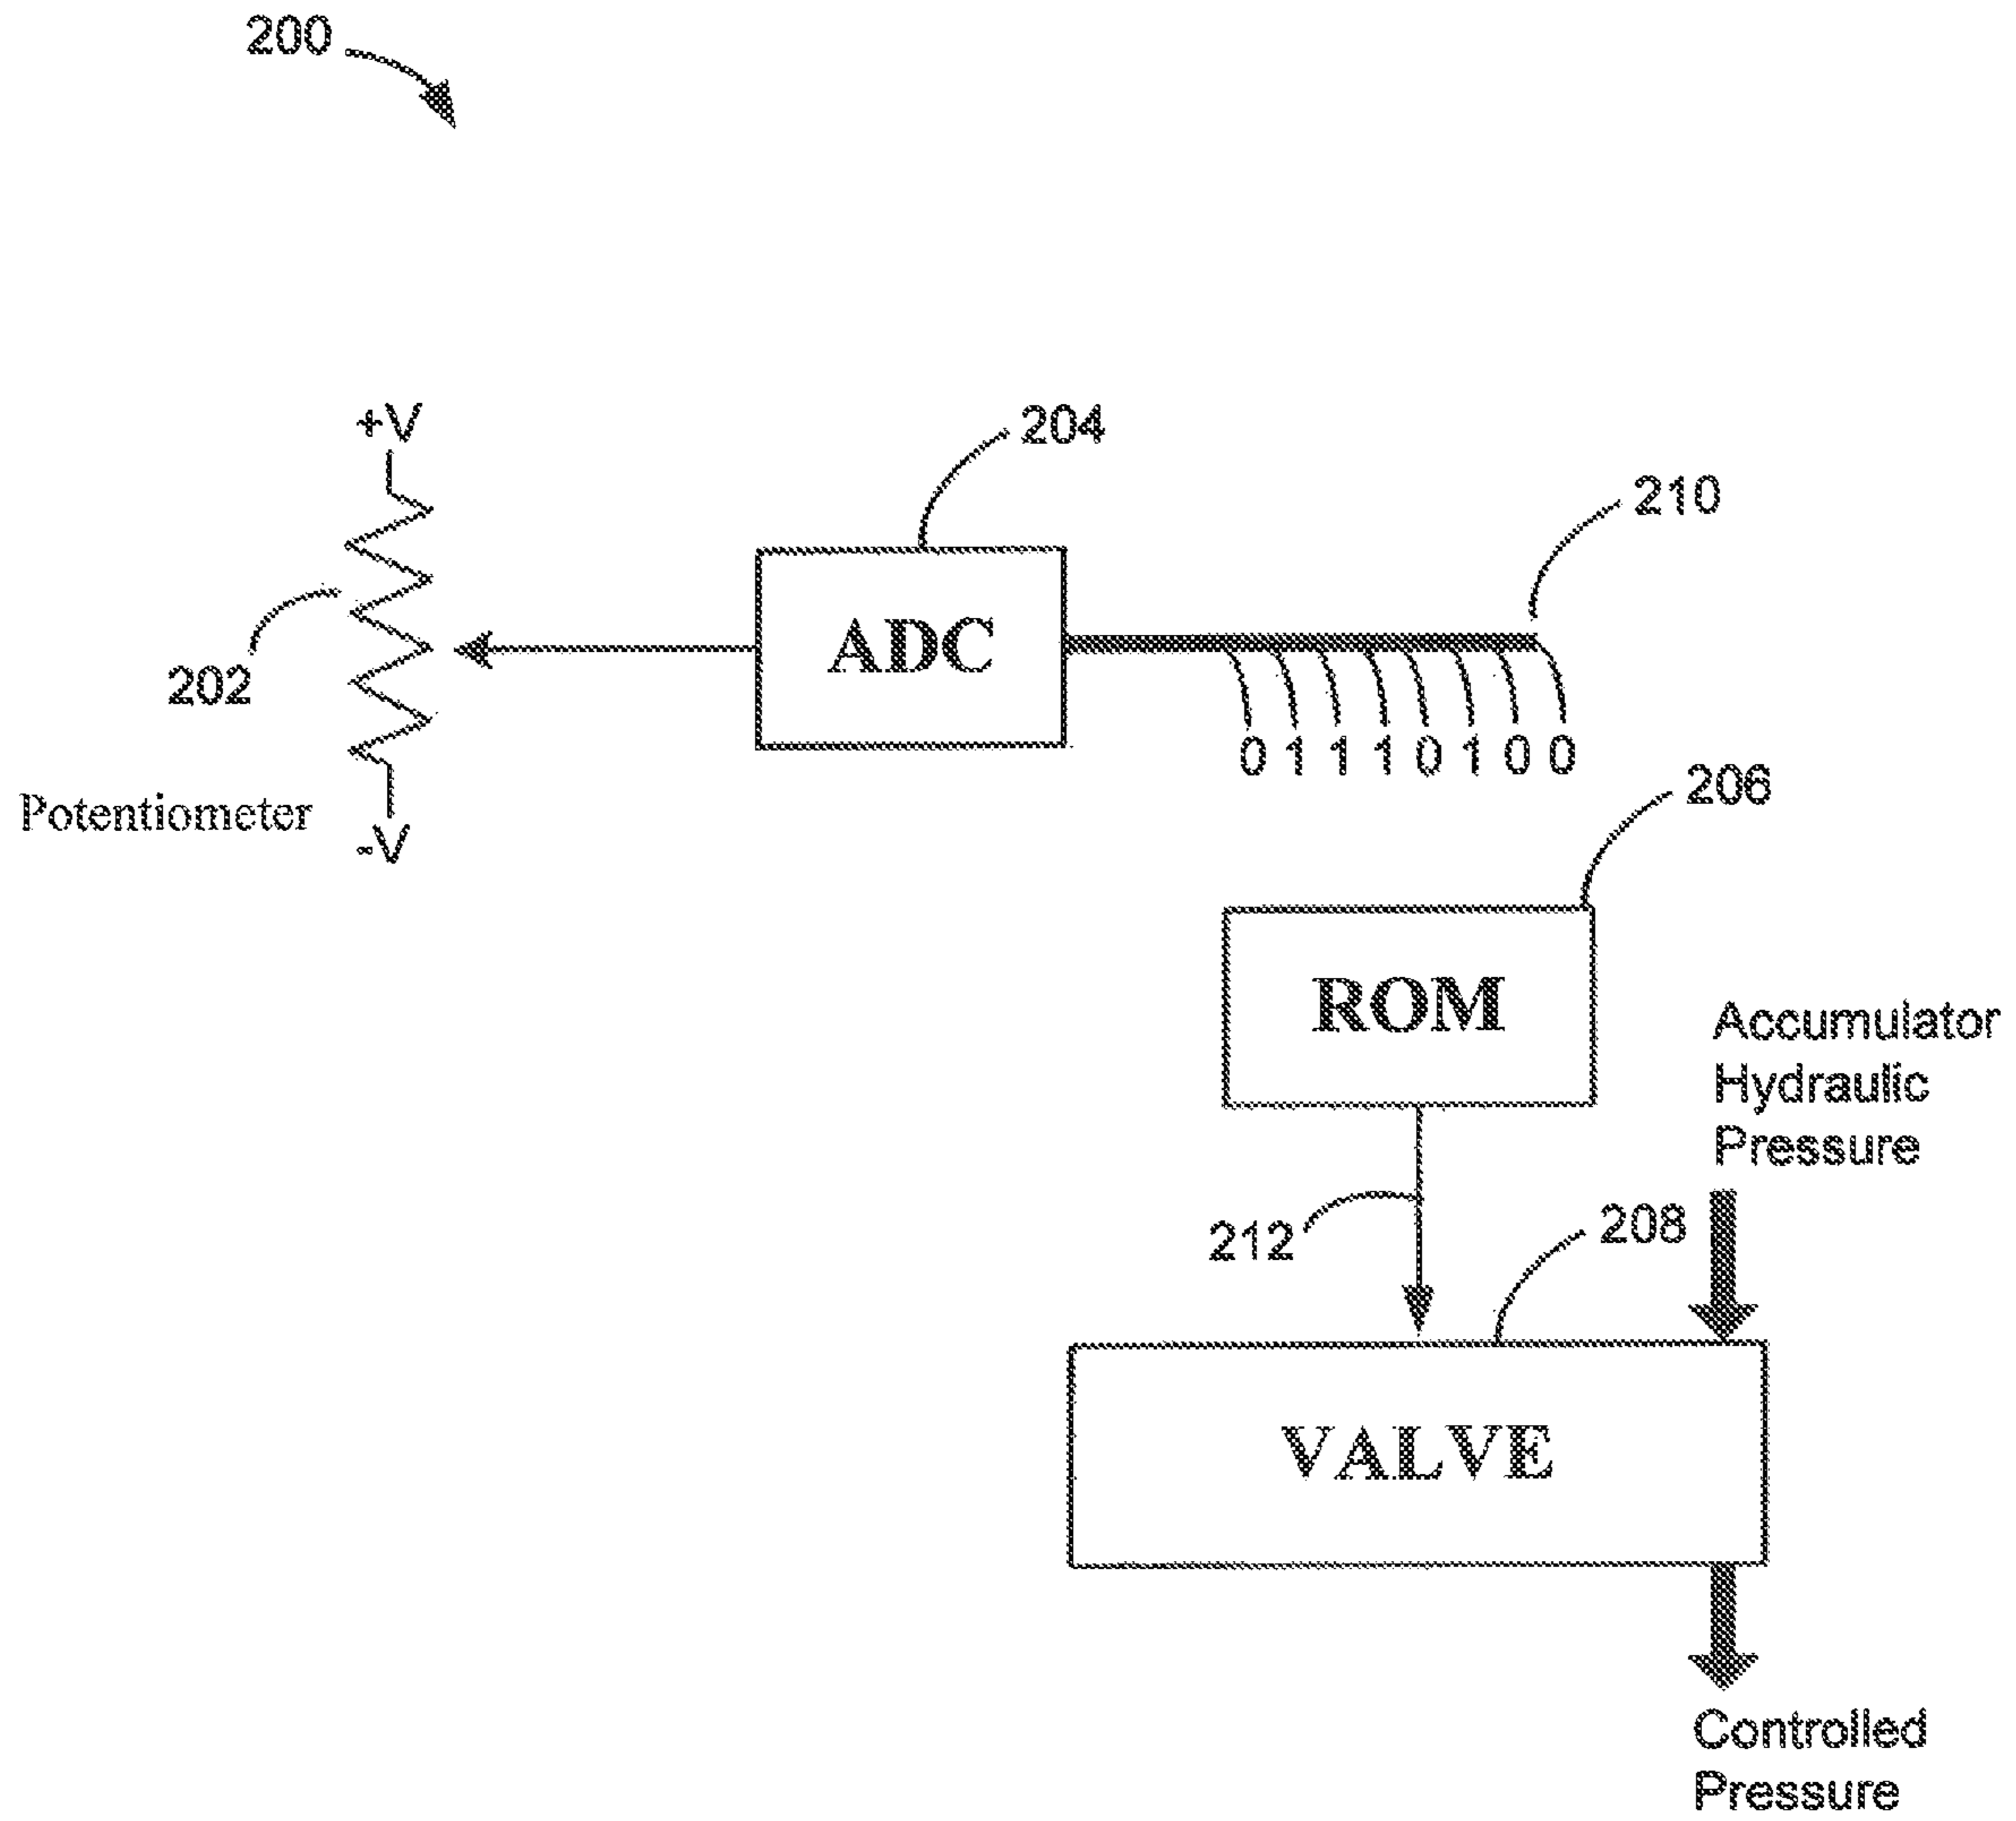 200
+V
204
210
ADC
202
0 1 1 1 0 1 0 0
206
Potentiometer
-V
ROM
Accumulator
Hydraulic
Pressure
212
208
VALVE
Controlled
Pressure